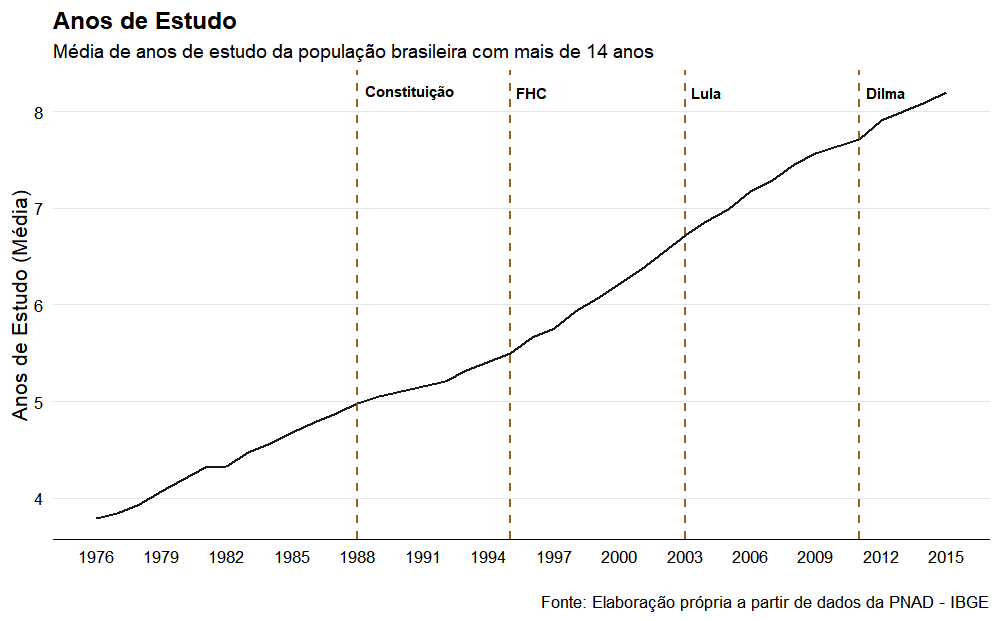 Anos de Estudo
Média de anos de estudo da população brasileira com mais de 14 anos
Constituição
FHC
Lula
Dilma
Anos de Estudo (Média)
8
7
6
5
4
1976 1979 1982 1985 1988 1991 1994 1997 2000 2003 2006 2009 2012 2015
Fonte: Elaboração própria a partir de dados da PNAD - IBGE